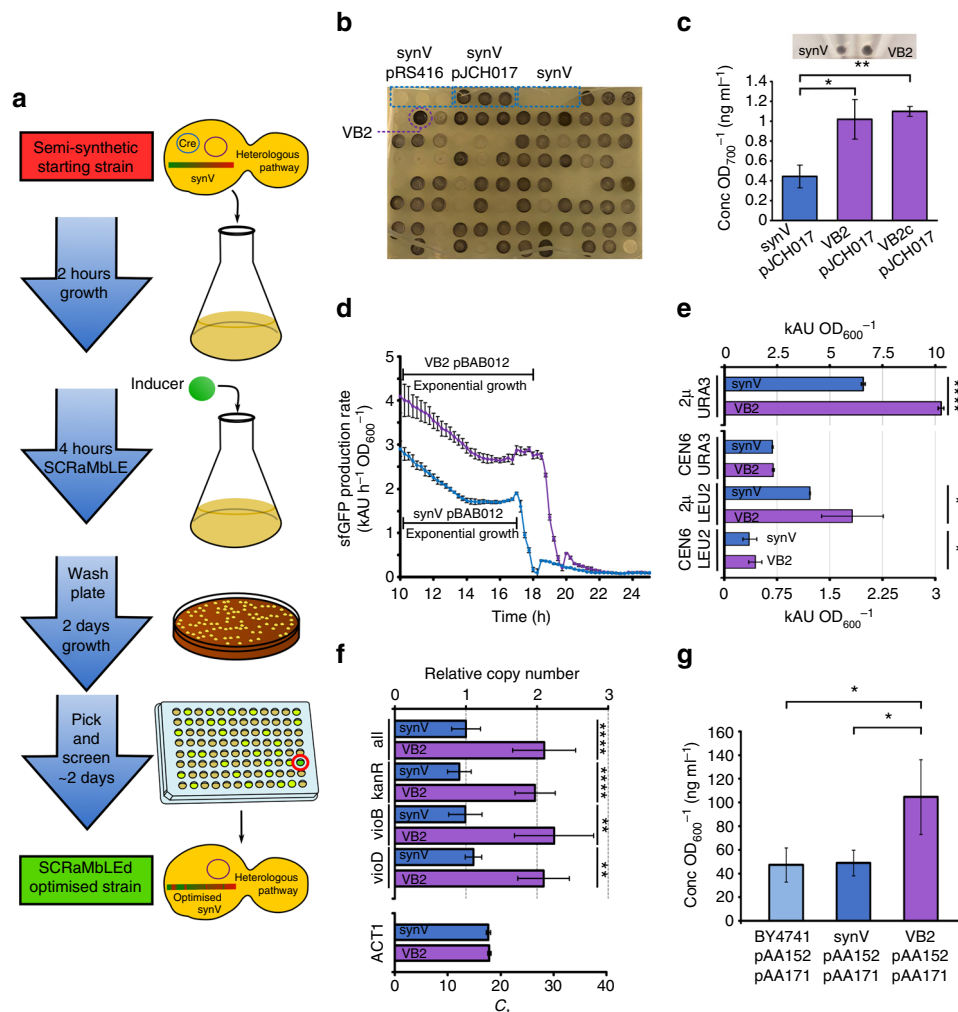 a
Semi-synthetic
starting strain
Cre
synV
Heterologous
pathway
2 hours
growth
Inducer
4 hours
SCRaMbLE
Wash
plate
2 days
growth
Pick
and
screen
~2 days
SCRaMbLEd
optimised strain
Optimised
synV
Heterologous
pathway
b
synV
pRS416
synV
pJCH017
synV
VB2
c
synV
VB2
**
*
Conc OD700⁻¹ (ng ml⁻¹)
1.4
1.2
1
0.8
0.6
0.4
0.2
0
synV
pJCH017
VB2
pJCH017
VB2c
pJCH017
d
sfGFP production rate
(kAU h⁻¹ OD600⁻¹)
5
4
3
2
1
0
VB2 pBAB012
Exponential growth
synV pBAB012
Exponential growth
10 12 14 16 18 20 22 24
Time (h)
e
kAU OD600⁻¹
0 2.5 5 7.5 10
2µ
URA3
synV
VB2
****
CEN6
URA3
synV
VB2
2µ
LEU2
synV
VB2
*
CEN6
LEU2
synV
VB2
*
0 0.75 1.5 2.25 3
kAU OD600⁻¹
f
Relative copy number
0 1 2 3
all
synV
VB2
****
kanR
synV
VB2
****
vioB
synV
VB2
**
vioD
synV
VB2
**
ACT1
synV
VB2
0 10 20 30 40
g
*
*
Conc OD600⁻¹ (ng ml⁻¹)
160
140
120
100
80
60
40
20
0
BY4741
pAA152
pAA171
synV
pAA152
pAA171
VB2
pAA152
pAA171